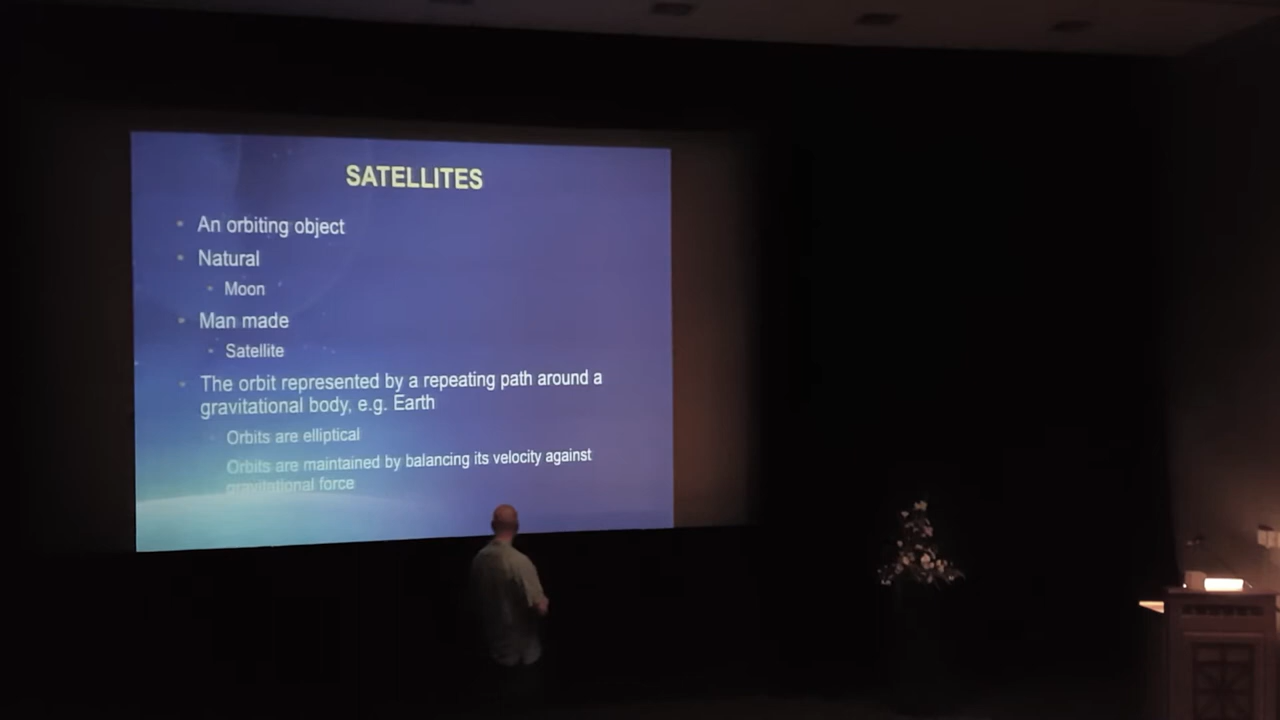 SATELLITES
An orbiting object
Natural
Moon
Man made
Satellite
The orbit represented by a repeating path around a
gravitational body, e.g. Earth
Orbits are elliptical
Orbits are maintained by balancing its velocity against
gravitational force